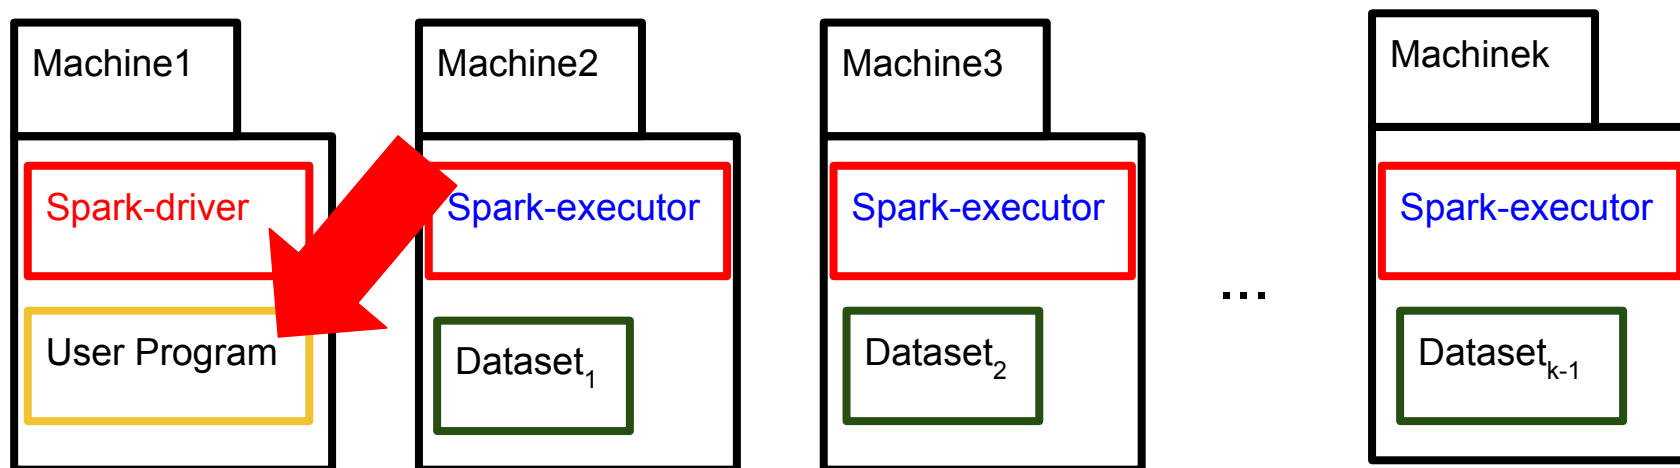 Machine1
Machine2
Machine3
Machinek
Spark-driver
Spark-executor
Spark-executor
Spark-executor
...
User Program
Dataset1
Dataset2
Datasetk-1